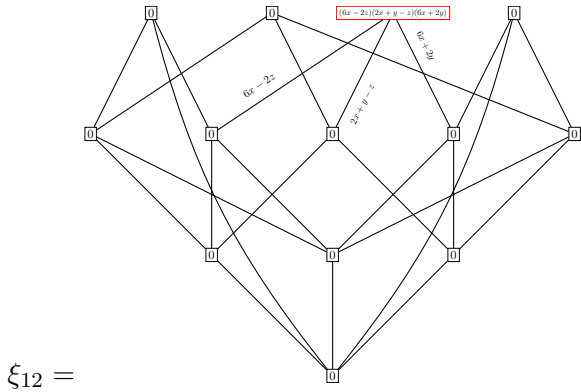 0 0 (6x − 2z)(2x + y − z)(6x + 2y) 0
6x − 2z 2x + y − z 6x + 2y
0 0 0 0 0
0 0 0
0
ξ₁₂ =